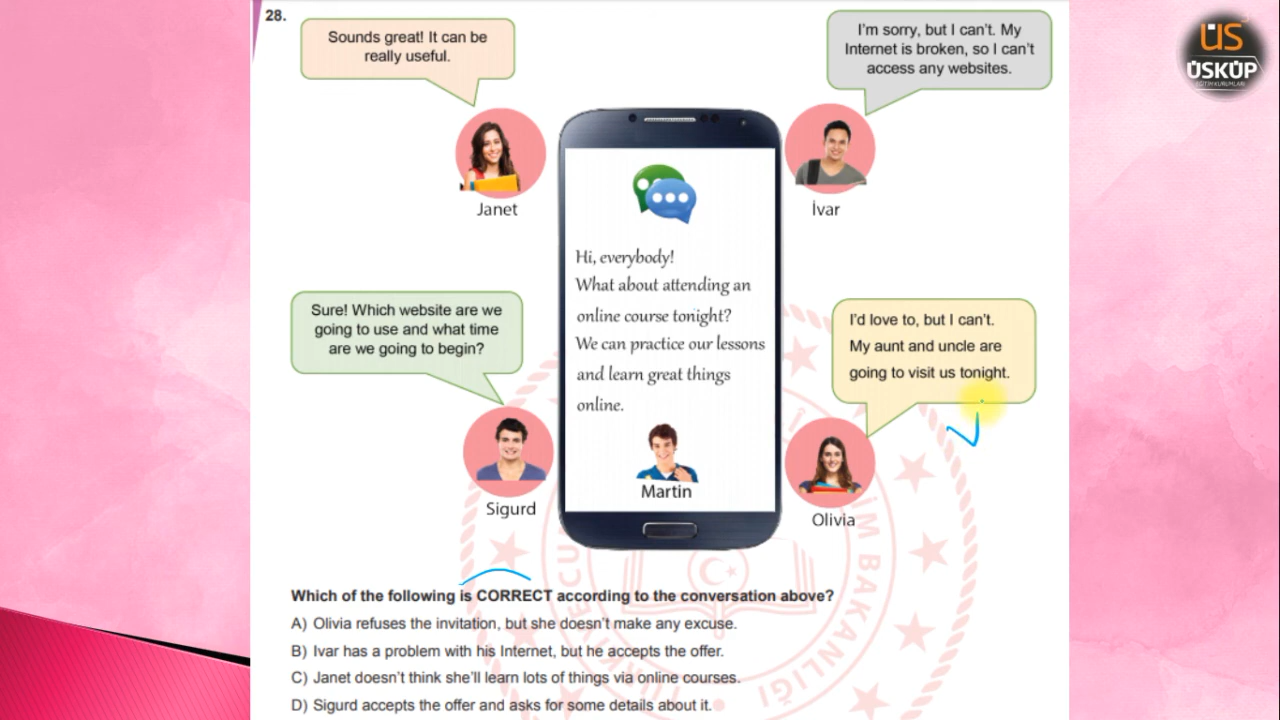 28.
Sounds great! It can be
really useful.
I'm sorry, but I can't. My
Internet is broken, so I can't
access any websites.
ÜS
ÜSKÜP
EĞİTİM KURUMLARI
Janet
İvar
Hi, everybody!
What about attending an
online course tonight?
We can practice our lessons
and learn great things
online.
Martin
Sure! Which website are we
going to use and what time
are we going to begin?
Sigurd
I'd love to, but I can't.
My aunt and uncle are
going to visit us tonight.
Olivia
Which of the following is CORRECT according to the conversation above?
A) Olivia refuses the invitation, but she doesn't make any excuse.
B) Ivar has a problem with his Internet, but he accepts the offer.
C) Janet doesn't think she'll learn lots of things via online courses.
D) Sigurd accepts the offer and asks for some details about it.